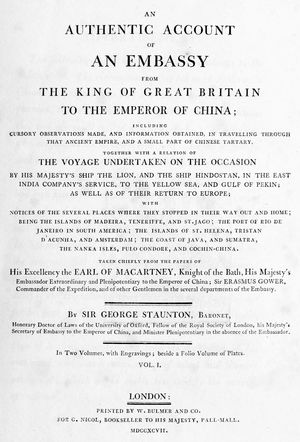 AN
AUTHENTIC ACCOUNT
OF
AN EMBASSY
FROM
THE KING OF GREAT BRITAIN
TO THE EMPEROR OF CHINA;
INCLUDING
CURSORY OBSERVATIONS MADE, AND INFORMATION OBTAINED, IN TRAVELLING THROUGH
THAT ANCIENT EMPIRE, AND A SMALL PART OF CHINESE TARTARY.
TOGETHER WITH A RELATION OF
THE VOYAGE UNDERTAKEN ON THE OCCASION
BY HIS MAJESTY'S SHIP THE LION, AND THE SHIP HINDOSTAN, IN THE EAST
INDIA COMPANY'S SERVICE, TO THE YELLOW SEA, AND GULF OF PEKIN;
AS WELL AS OF THEIR RETURN TO EUROPE;
WITH
NOTICES OF THE SEVERAL PLACES WHERE THEY STOPPED IN THEIR WAY OUT AND HOME;
BEING THE ISLANDS OF MADEIRA, TENERIFFE, AND ST. JAGO; THE PORT OF RIO DE
JANEIRO IN SOUTH AMERICA; THE ISLANDS OF ST. HELENA, TRISTAN
D'ACUNHA, AND AMSTERDAM; THE COAST OF JAVA, AND SUMATRA,
THE NANKA ISLES, PULO CONDORE, AND COCHIN-CHINA.
TAKEN CHIEFLY FROM THE PAPERS OF
His Excellency the EARL OF MACARTNEY, Knight of the Bath, His Majesty's
Embassador Extraordinary and Plenipotentiary to the Emperor of China; Sir ERASMUS GOWER,
Commander of the Expedition, and of other Gentlemen in the several departments of the Embassy.
By SIR GEORGE STAUNTON, BARONET,
Honorary Doctor of Laws of the University of Oxford, Fellow of the Royal Society of London, his Majesty's
Secretary of Embassy to the Emperor of China, and Minister Plenipotentiary in the absence of the Embassador.
In Two Volumes, with Engravings; beside a Folio Volume of Plates.
VOL. I.
LONDON:
PRINTED BY W. BULMER AND CO.
FOR G. NICOL, BOOKSELLER TO HIS MAJESTY, PALL-MALL.
MDCCXCVII.